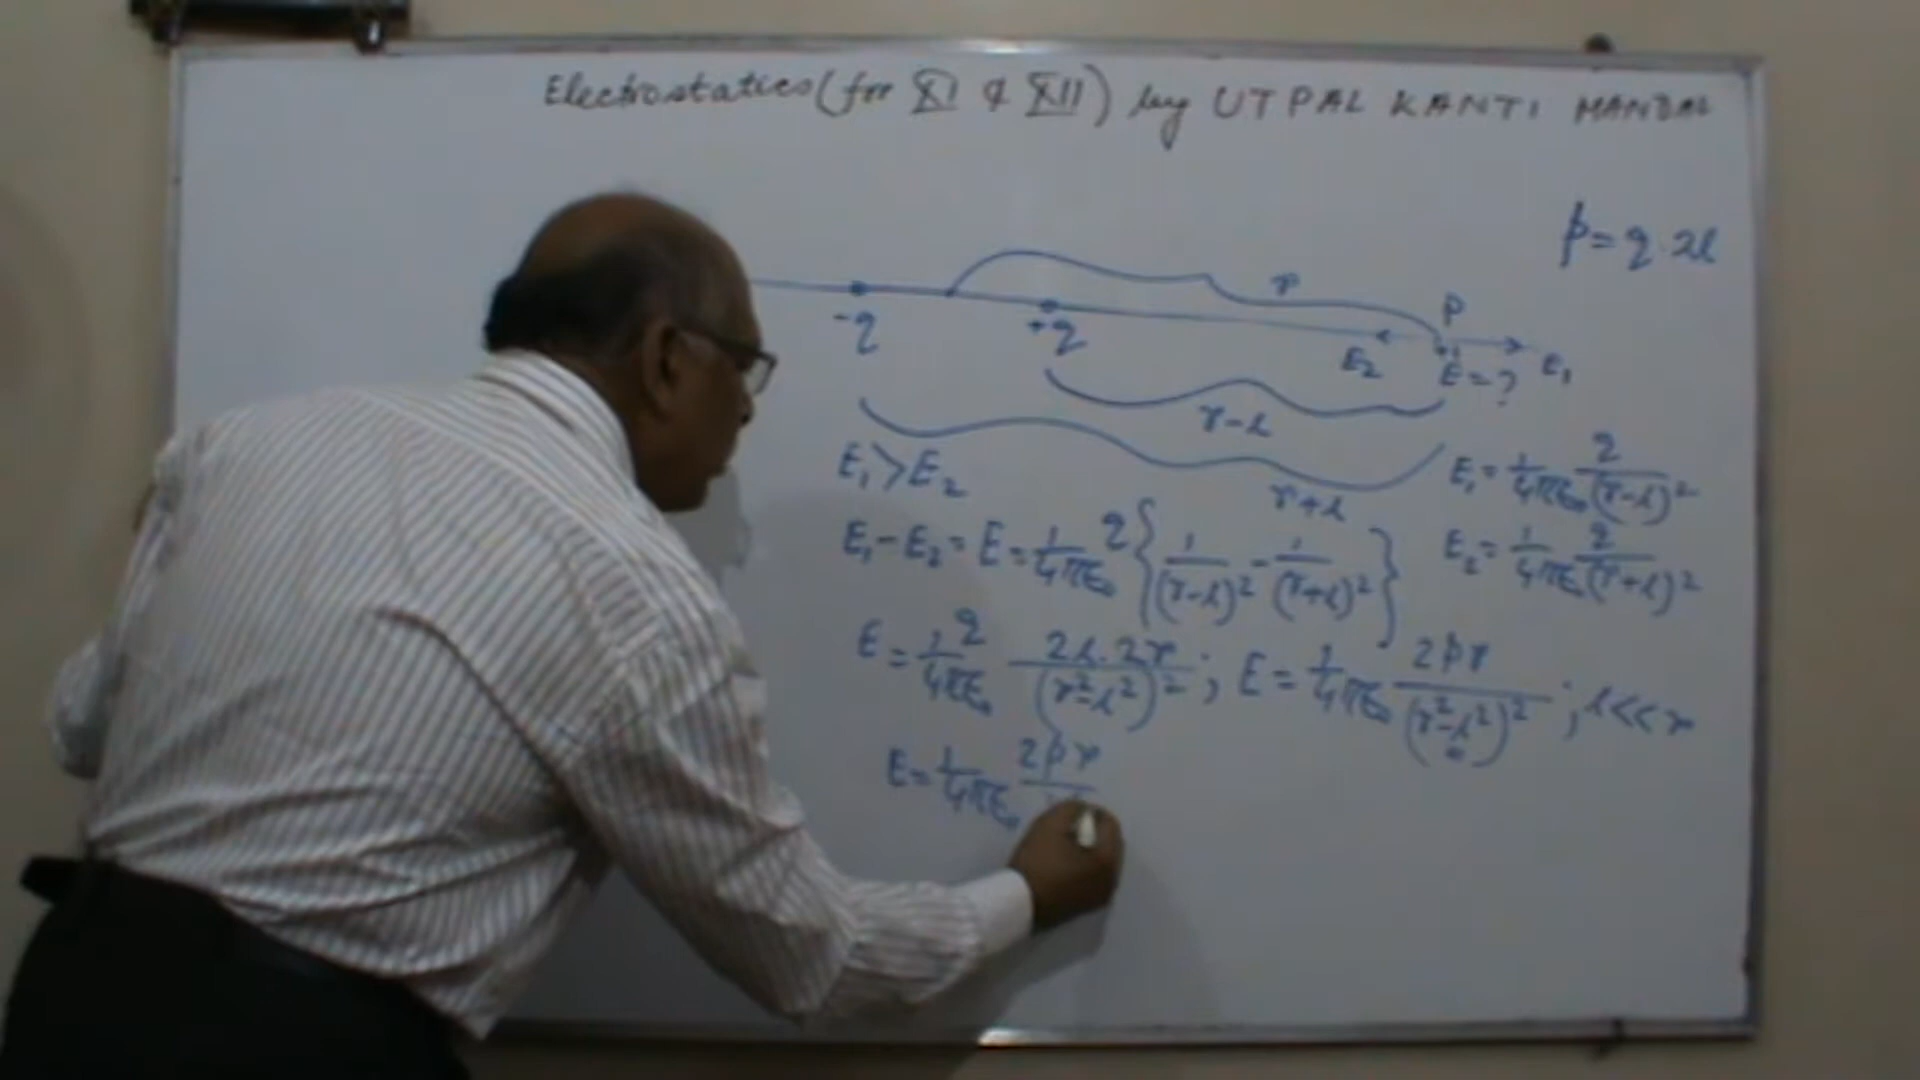 Electrostatics (for XI & XII) by UTPAL KANTI MANDAL
p = q . 2l
-q +q r P
E₂ +1 E₁
E = ?
r-l
r+l
E₁ > E₂
E₁ = 1/4πε₀ q/(r-l)²
E₁ - E₂ = E = 1/4πε₀ q { 1/(r-l)² - 1/(r+l)² }
E₂ = 1/4πε₀ q/(r+l)²
E = 1/4πε₀ q 2l.2r/(r²-l²)² ; E = 1/4πε₀ 2pr/(r²-l²)² ; l<<<r
E = 1/4πε₀ 2pr